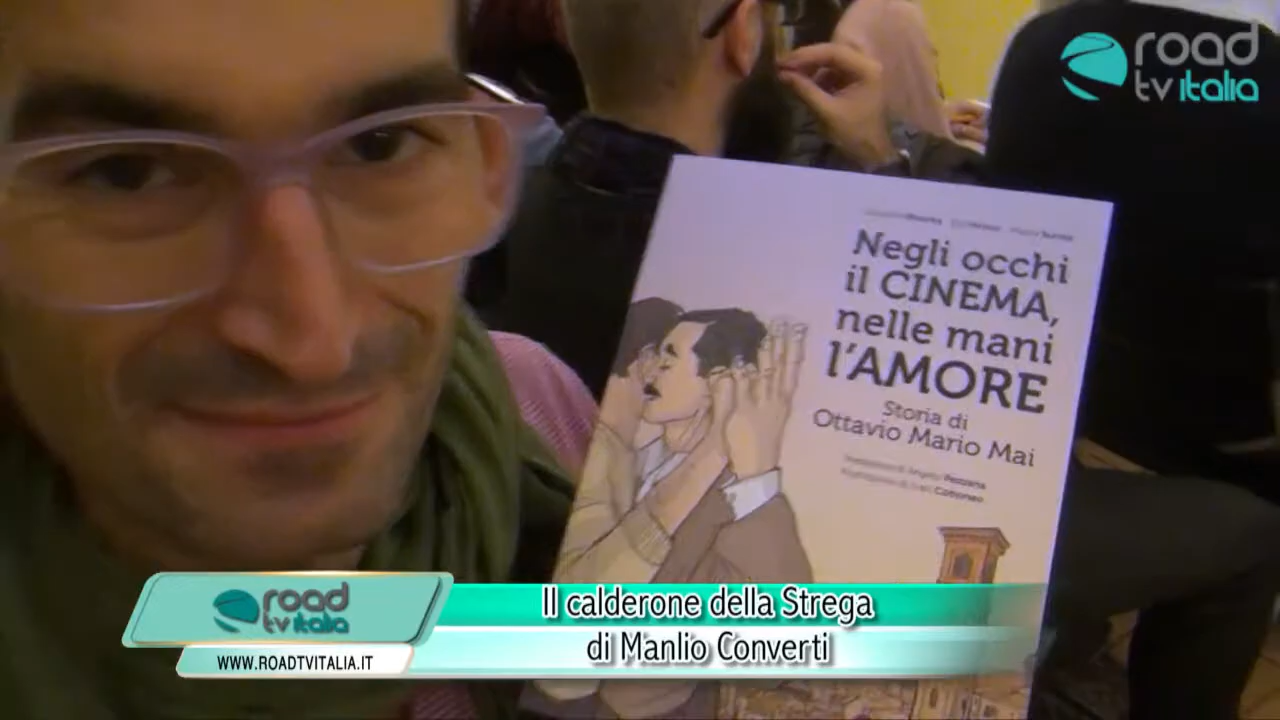 road
tv italia
Negli occhi
il CINEMA,
nelle mani
l'AMORE
Storia di
Ottavio Mario Mai
road
tv italia
WWW.ROADTVITALIA.IT
Il calderone della Strega
di Manlio Converti